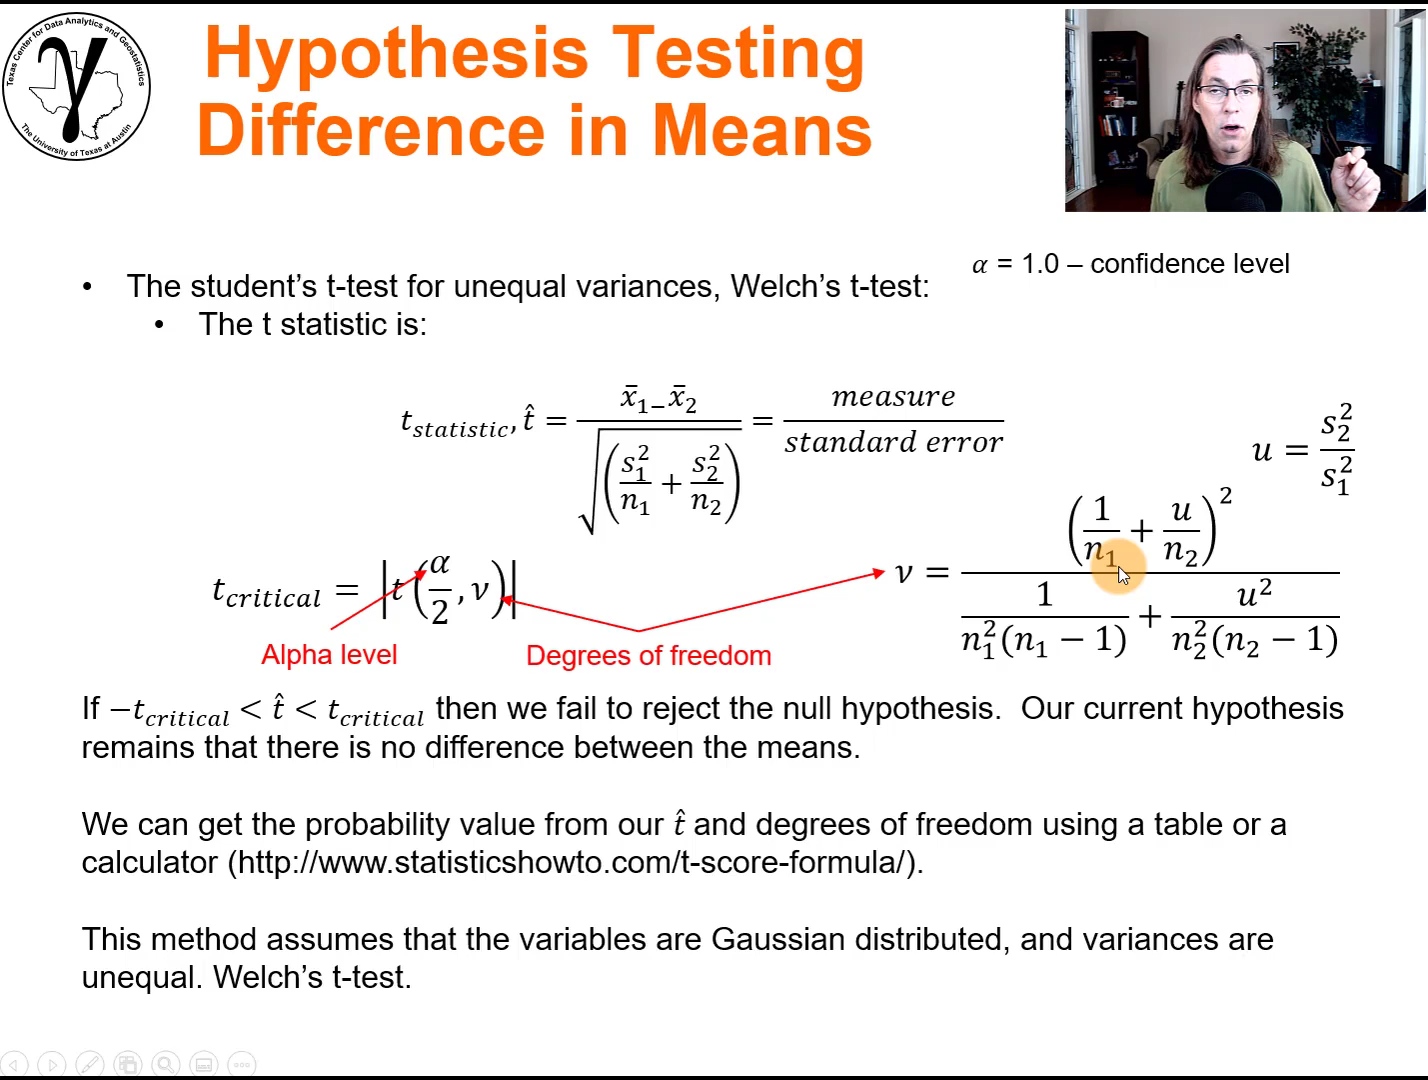 Texas Center for Data Analytics and Geostatistics
The University of Texas at Austin
γ
Hypothesis Testing
Difference in Means
α = 1.0 – confidence level
• The student's t-test for unequal variances, Welch's t-test:
• The t statistic is:
t_statistic, t̂ = (x̄₁₋x̄₂) / √(s₁²/n₁ + s₂²/n₂) = measure / standard error
u = s₂² / s₁²
t_critical = |t(α/2, ν)|
ν = (1/n₁ + u/n₂)² / (1/(n₁²(n₁ − 1)) + u²/(n₂²(n₂ − 1)))
Alpha level
Degrees of freedom
If −t_critical < t̂ < t_critical then we fail to reject the null hypothesis. Our current hypothesis
remains that there is no difference between the means.
We can get the probability value from our t̂ and degrees of freedom using a table or a
calculator (http://www.statisticshowto.com/t-score-formula/).
This method assumes that the variables are Gaussian distributed, and variances are
unequal. Welch's t-test.